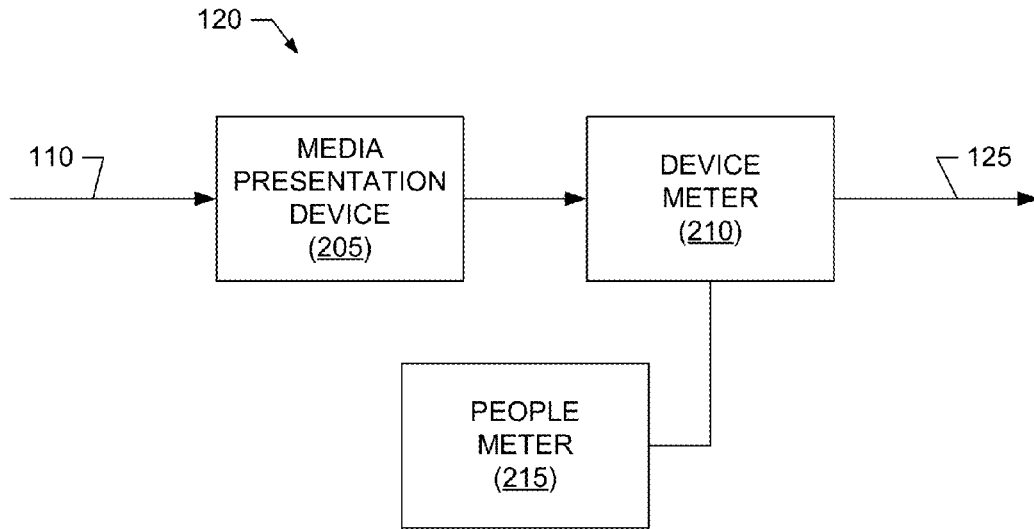 120
110
MEDIA
PRESENTATION
DEVICE
(205)
DEVICE
METER
(210)
125
PEOPLE
METER
(215)